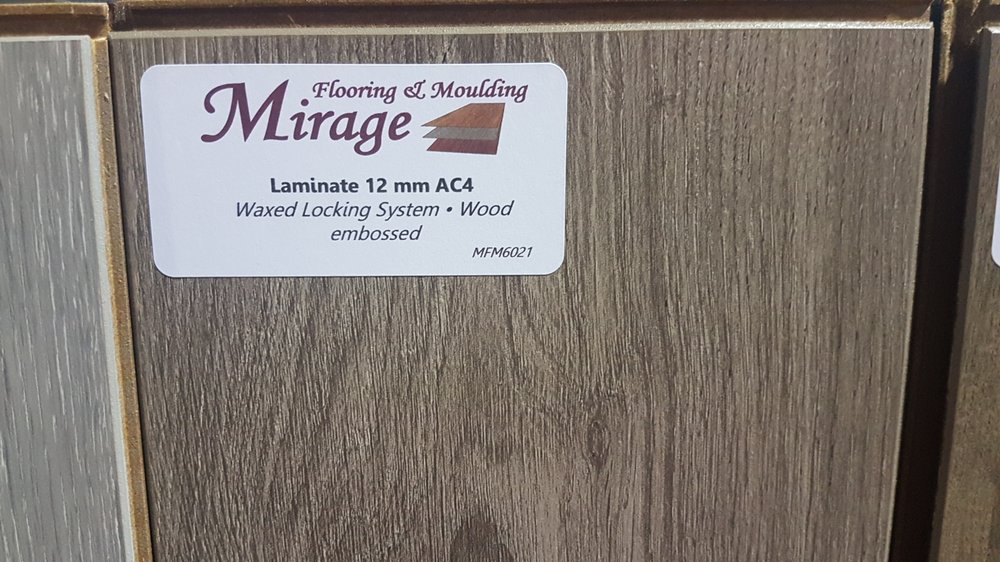 Flooring & Moulding
Mirage
Laminate 12 mm AC4
Waxed Locking System • Wood
embossed
MFM6021